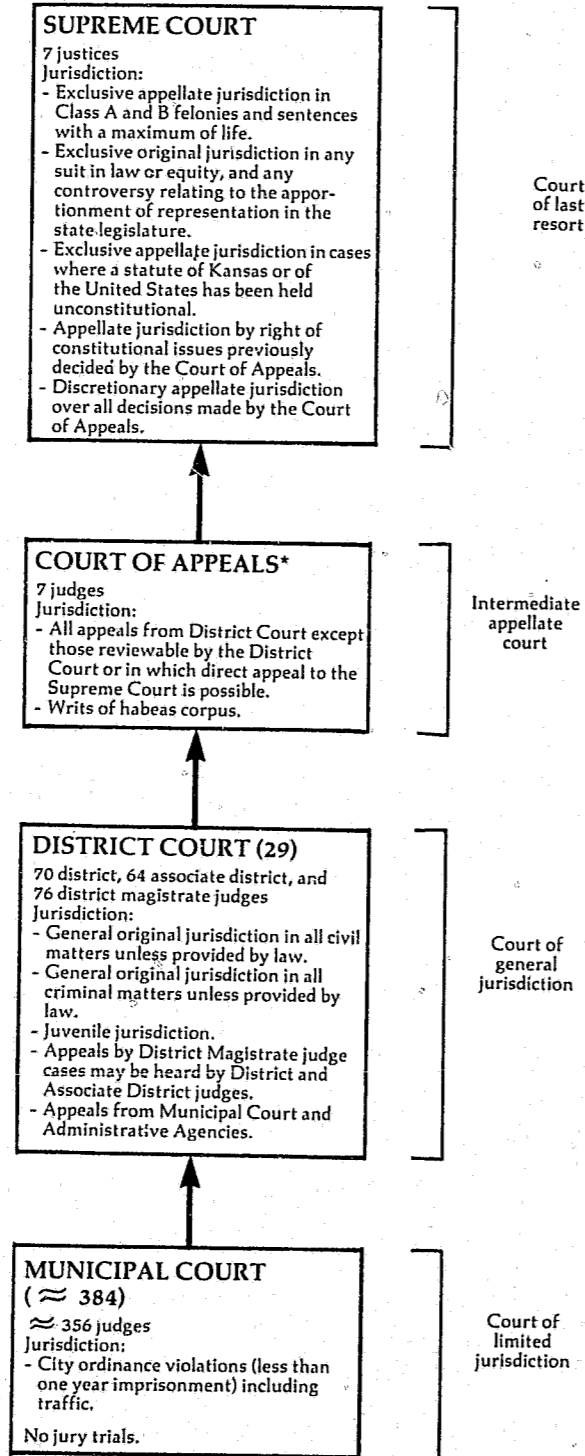 SUPREME COURT
7 justices
Jurisdiction:
- Exclusive appellate jurisdiction in
Class A and B felonies and sentences
with a maximum of life.
- Exclusive original jurisdiction in any
suit in law or equity, and any
controversy relating to the appor-
tionment of representation in the
state legislature.
- Exclusive appellate jurisdiction in cases
where a statute of Kansas or of
the United States has been held
unconstitutional.
- Appellate jurisdiction by right of
constitutional issues previously
decided by the Court of Appeals.
- Discretionary appellate jurisdiction
over all decisions made by the Court
of Appeals.
Court
of last
resort
COURT OF APPEALS*
7 judges
Jurisdiction:
- All appeals from District Court except
those reviewable by the District
Court or in which direct appeal to the
Supreme Court is possible.
- Writs of habeas corpus.
Intermediate
appellate
court
DISTRICT COURT (29)
70 district, 64 associate district, and
76 district magistrate judges
Jurisdiction:
- General original jurisdiction in all civil
matters unless provided by law.
- General original jurisdiction in all
criminal matters unless provided by
law.
- Juvenile jurisdiction.
- Appeals by District Magistrate judge
cases may be heard by District and
Associate District judges.
- Appeals from Municipal Court and
Administrative Agencies.
Court of
general
jurisdiction
MUNICIPAL COURT
(≈ 384)
≈ 356 judges
Jurisdiction:
- City ordinance violations (less than
one year imprisonment) including
traffic.
No jury trials.
Court of
limited
jurisdiction